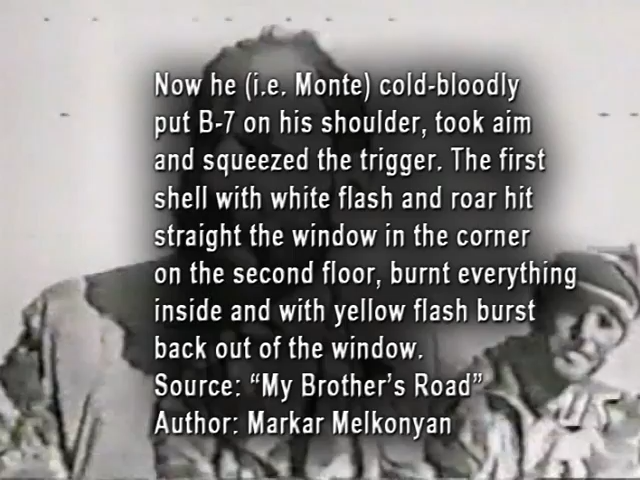 Now he (i.e. Monte) cold-bloodly
put B-7 on his shoulder, took aim
and squeezed the trigger. The first
shell with white flash and roar hit
straight the window in the corner
on the second floor, burnt everything
inside and with yellow flash burst
back out of the window.
Source: “My Brother’s Road”
Author: Markar Melkonyan